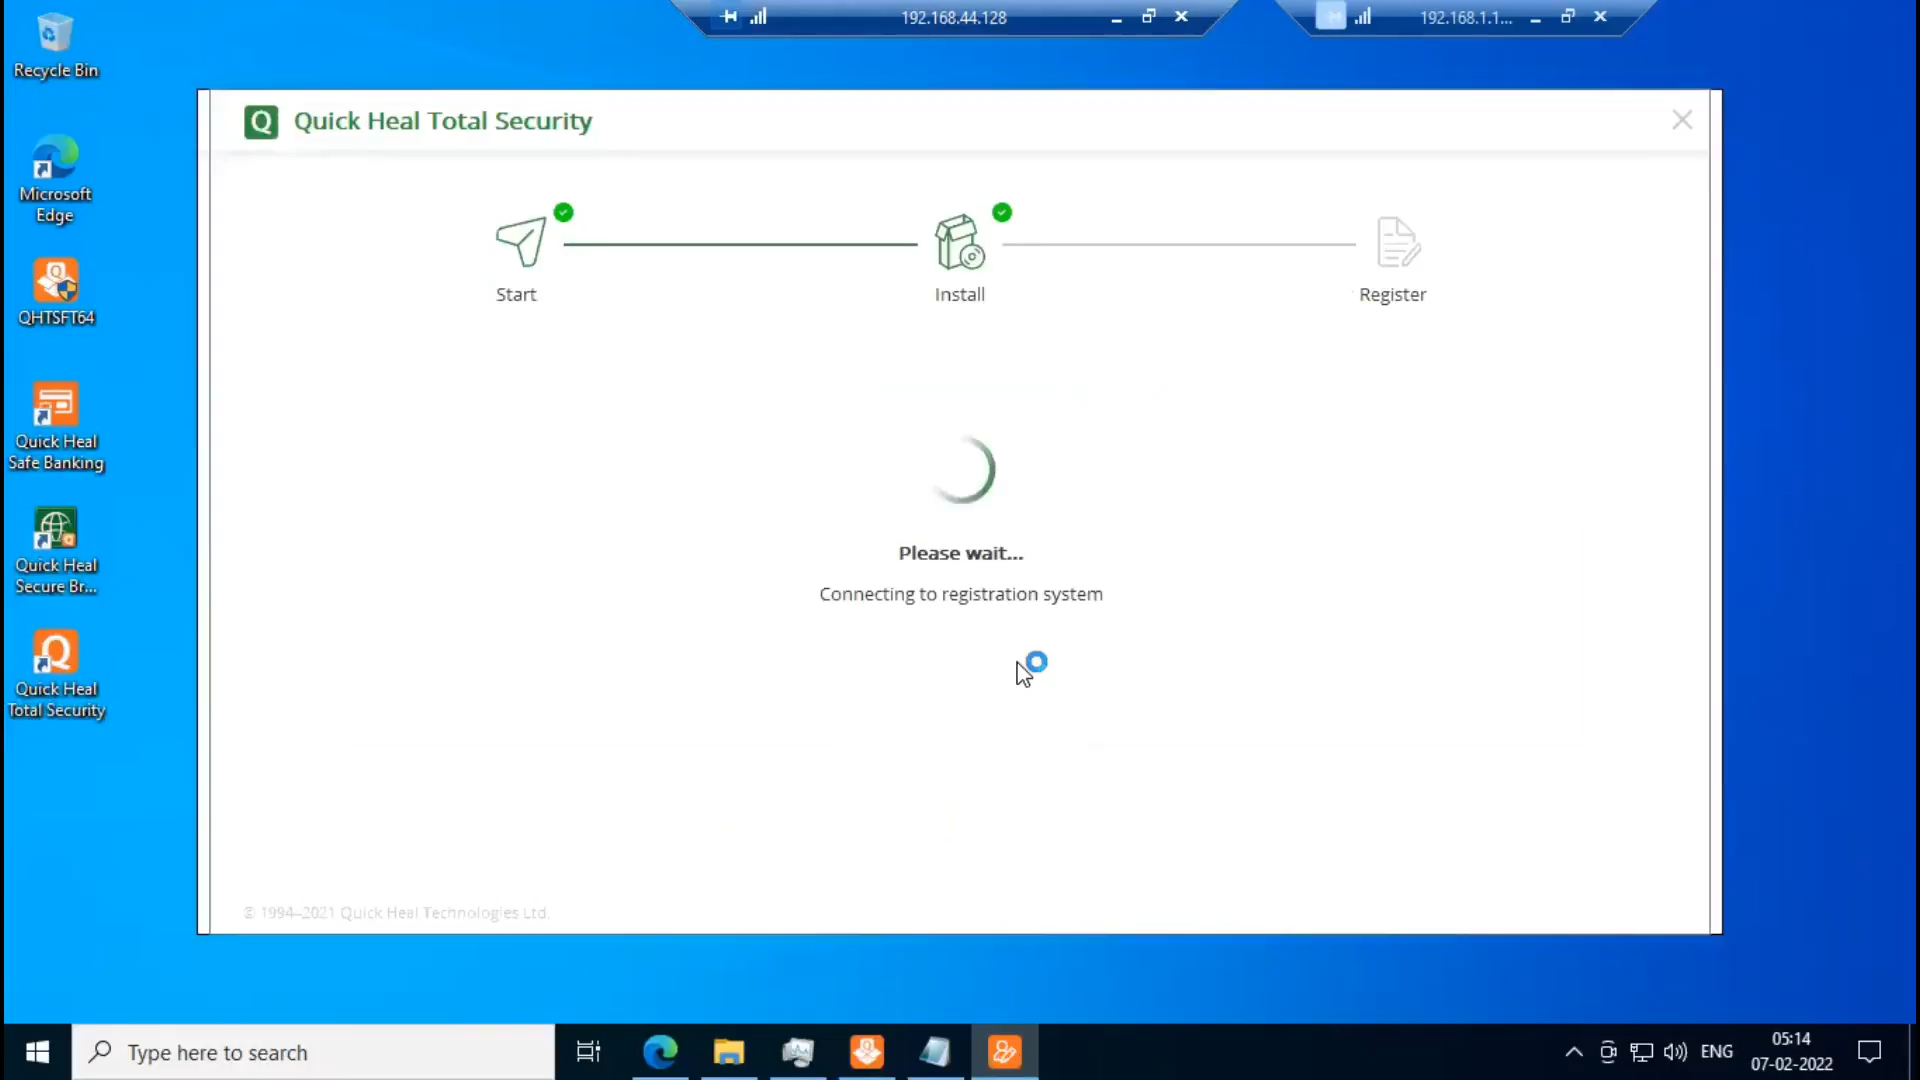 192.168.44.128
192.168.1.1...
Recycle Bin
Microsoft
Edge
QHTSFT64
Quick Heal
Safe Banking
Quick Heal
Secure Br...
Quick Heal
Total Security
Q Quick Heal Total Security
Start
Install
Register
Please wait...
Connecting to registration system
© 1994–2021 Quick Heal Technologies Ltd.
Type here to search
ENG
05:14
07-02-2022